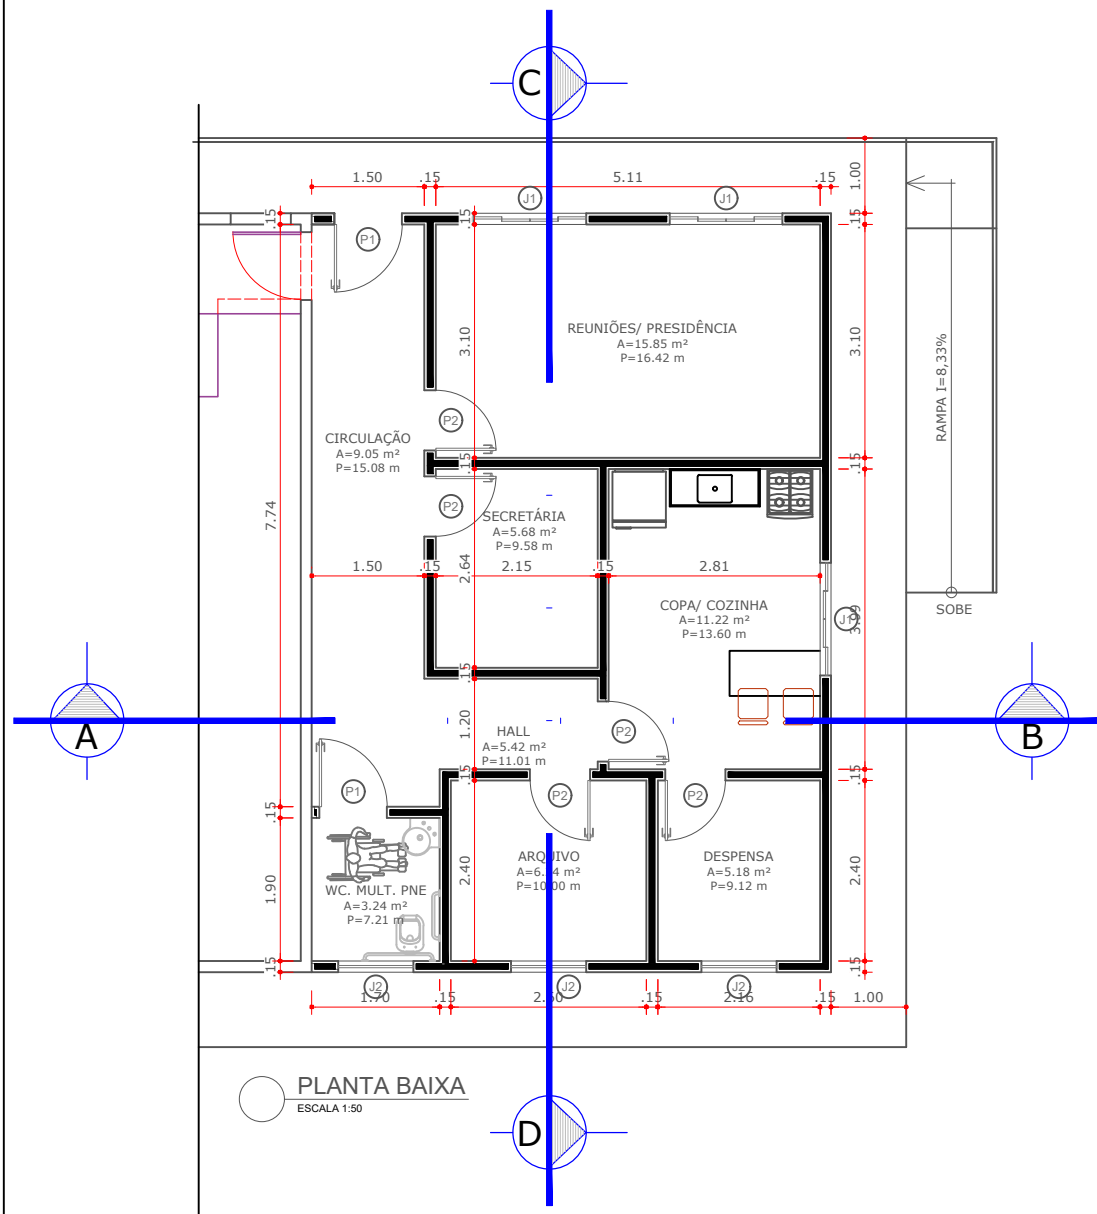 C
1.50 .15 5.11 .15
1.00
J1 J1
.15 .15 .15
P1
REUNIÕES/ PRESIDÊNCIA
A=15.85 m²
P=16.42 m
3.10 3.10
RAMPA I=8,33%
P2
CIRCULAÇÃO
A=9.05 m²
P=15.08 m
.15 .15
7.74
P2
SECRETÁRIA
A=5.68 m²
P=9.58 m
2.64
1.50 .15 2.15 .15 2.81
COPA/ COZINHA
A=11.22 m²
P=13.60 m
SOBE
J1
.15
1.20
A
HALL
A=5.42 m²
P=11.01 m
P2
B
.15 .15
P1 P2 P2
.15
ARQUIVO
DESPENSA
A=5.18 m²
P=9.12 m
P=10.00 m
2.40 2.40
WC. MULT. PNE
A=3.24 m²
P=7.21 m
1.90
.15 .15
J2 J2 J2
1.70 .15 .15 2.16 .15 1.00
PLANTA BAIXA
ESCALA 1:50
D